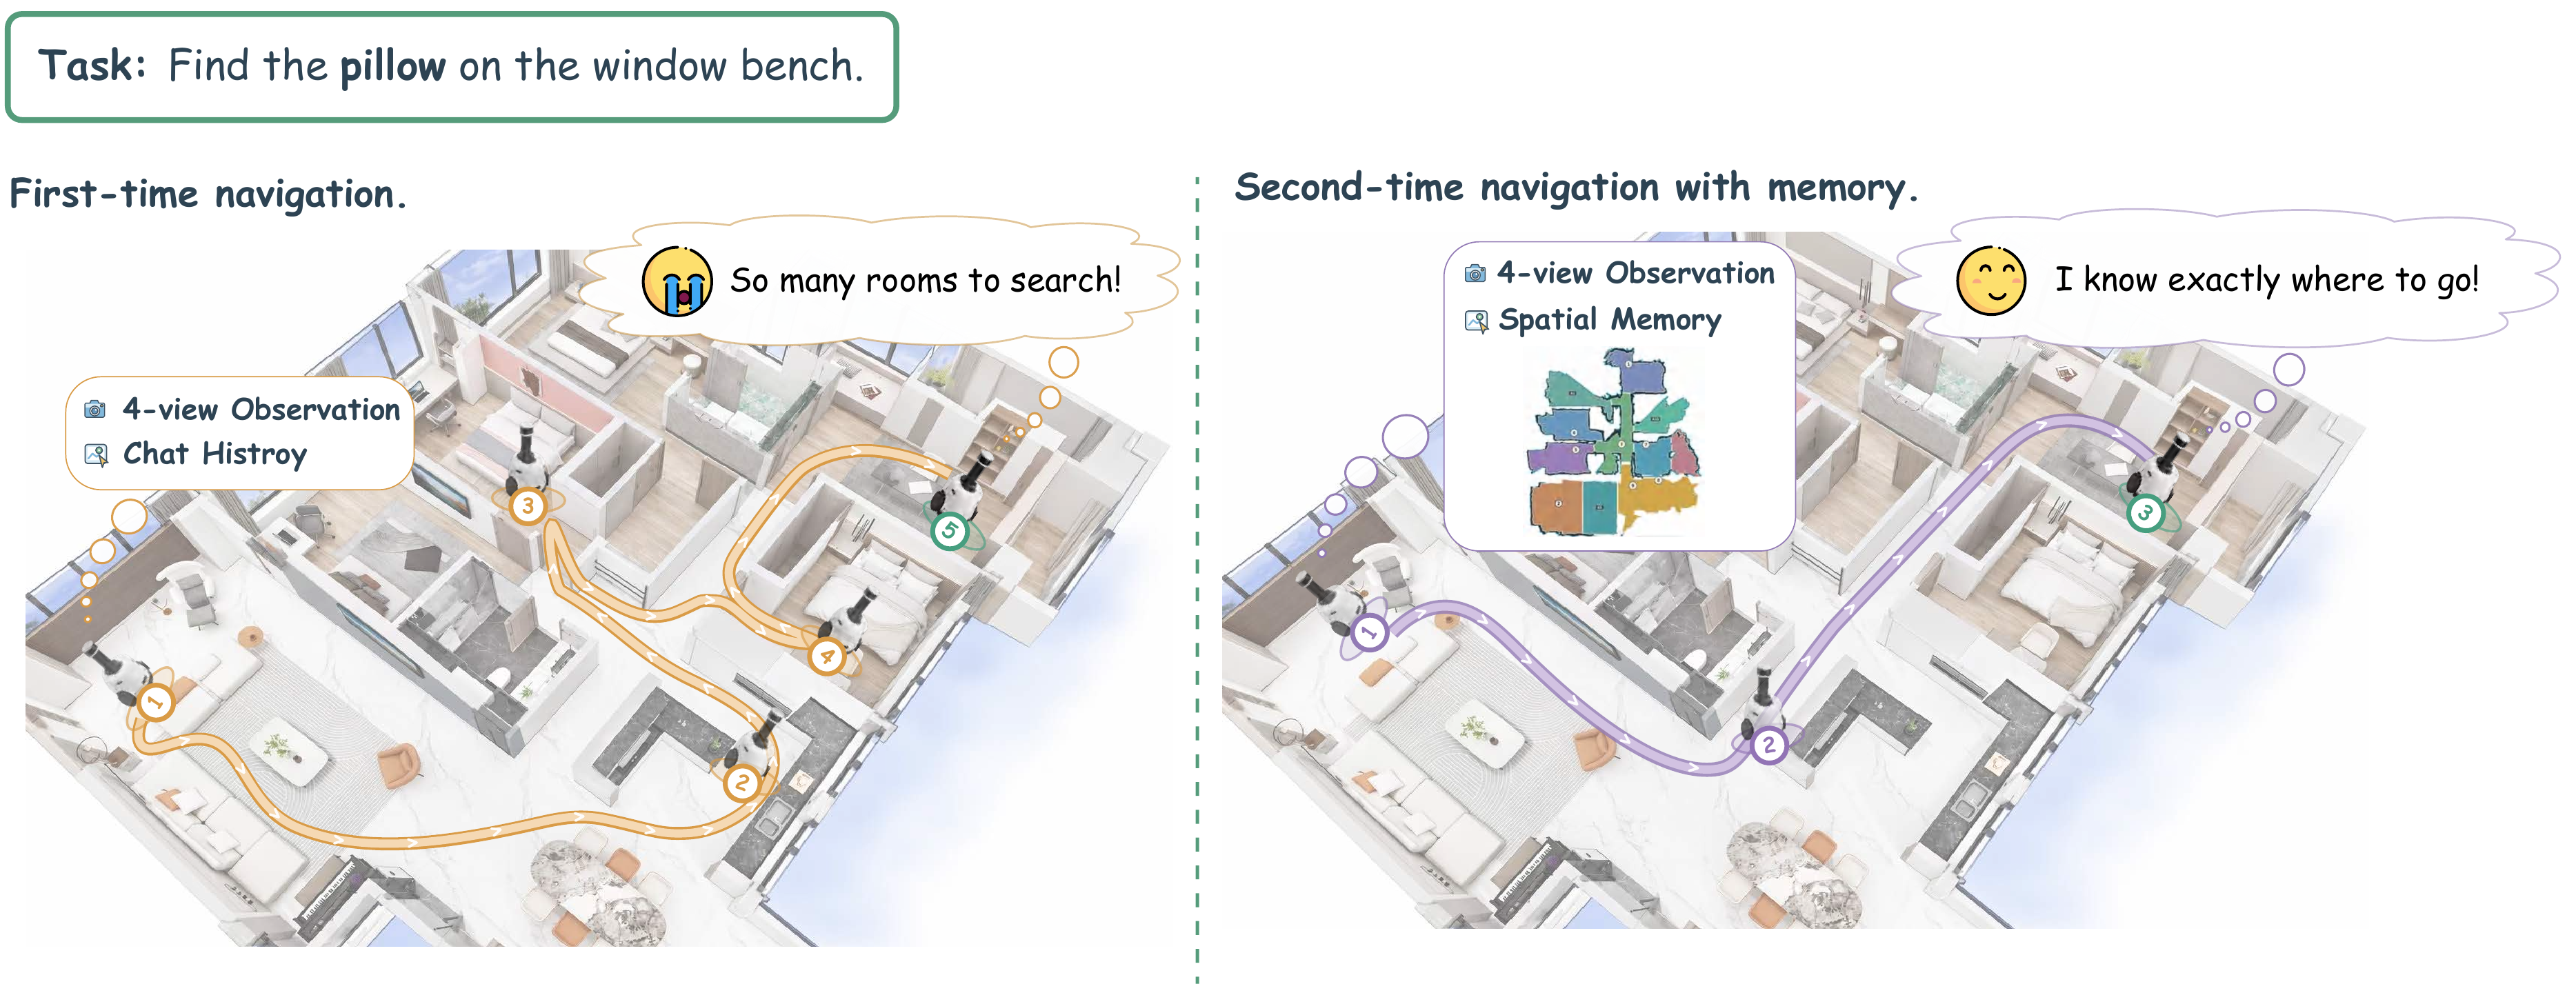 Task: Find the pillow on the window bench.
First-time navigation.
So many rooms to search!
4-view Observation
Chat Histroy
1
2
3
4
5
Second-time navigation with memory.
4-view Observation
Spatial Memory
I know exactly where to go!
1
2
3